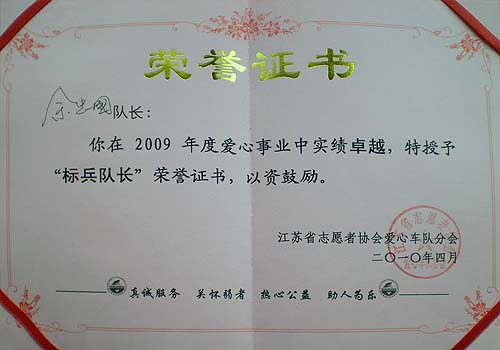 荣誉证书
余忠国队长：
你在 2009 年度爱心事业中实绩卓越，特授予
“标兵队长”荣誉证书，以资鼓励。
江苏省志愿者协会爱心车队分会
二〇一〇年四月
真诚服务 关怀弱者 热心公益 助人为乐